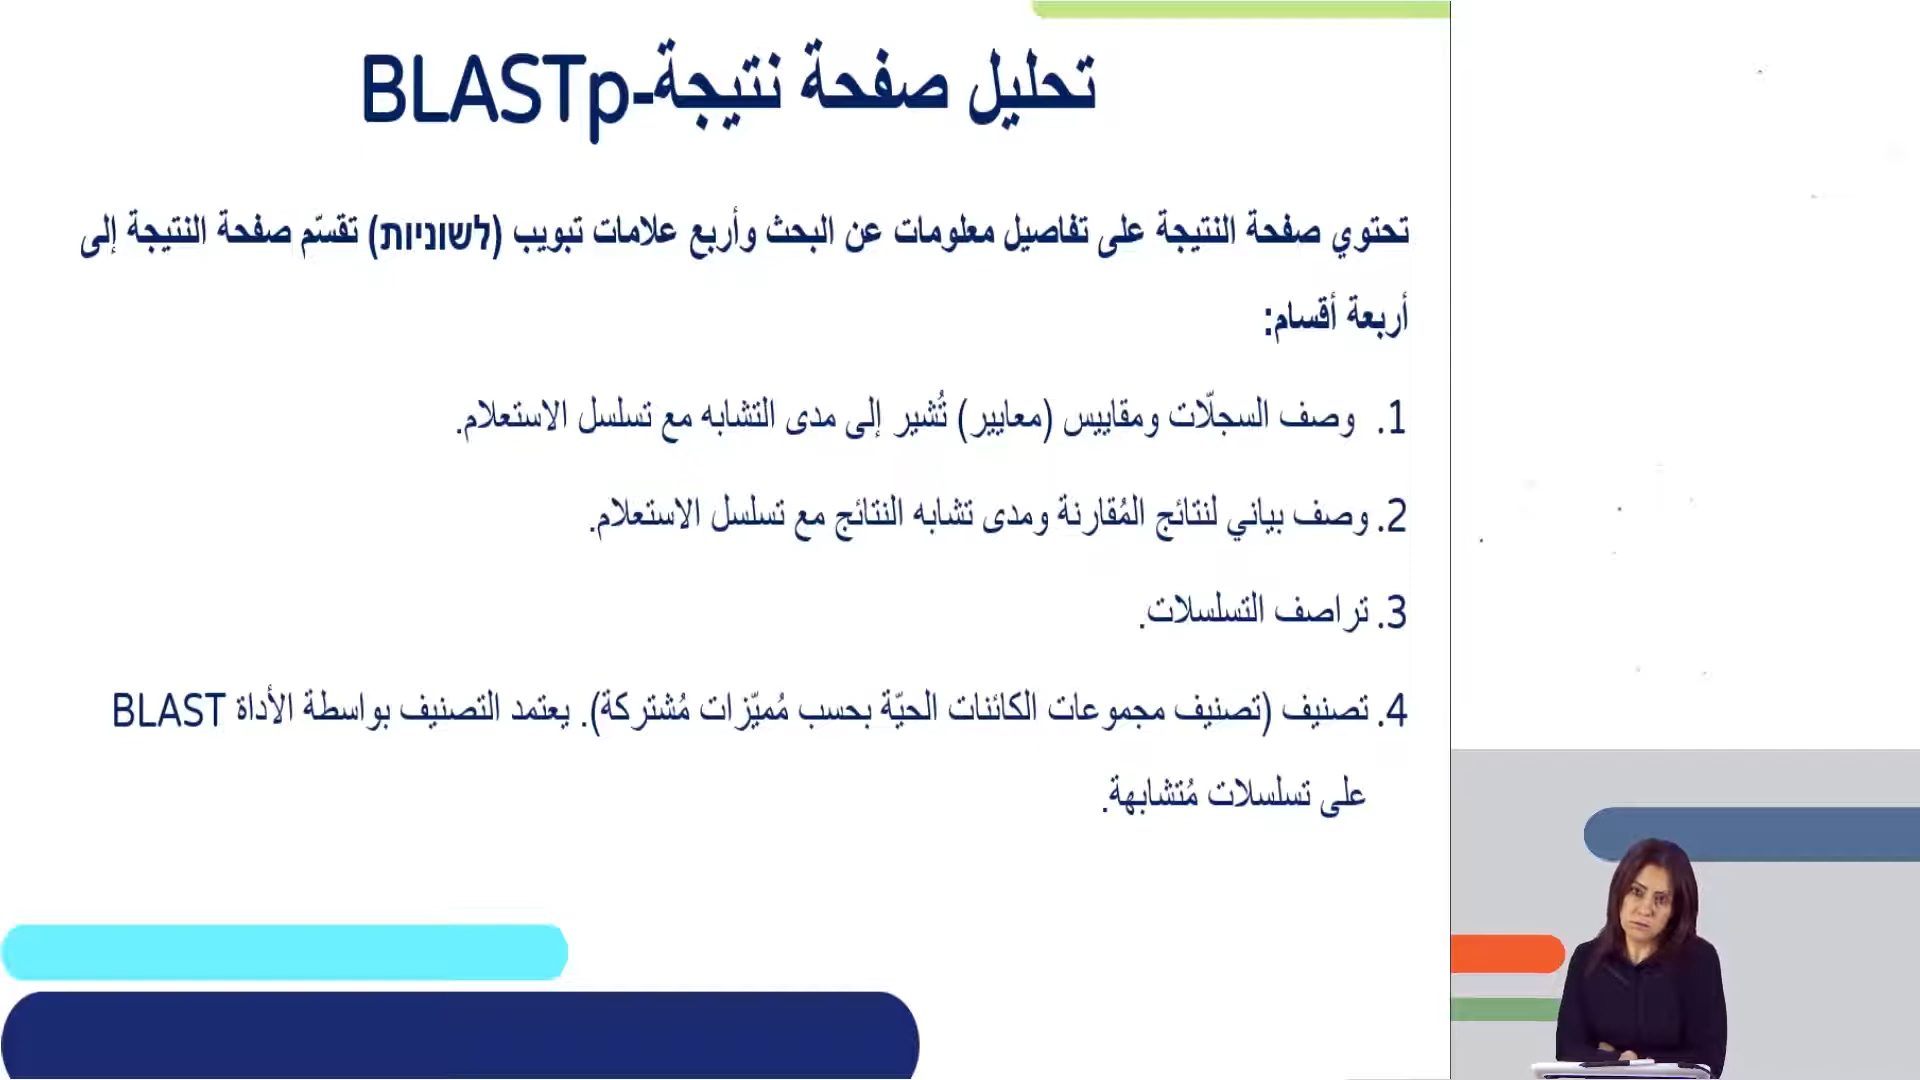 تحليل صفحة نتيجة-BLASTp
تحتوي صفحة النتيجة على تفاصيل معلومات عن البحث وأربع علامات تبويب (לשוניות) تقسّم صفحة النتيجة إلى
أربعة أقسام:
1. وصف السجلّات ومقاييس (معايير) تُشير إلى مدى التشابه مع تسلسل الاستعلام.
2. وصف بياني لنتائج المُقارنة ومدى تشابه النتائج مع تسلسل الاستعلام.
3. تراصف التسلسلات.
4. تصنيف (تصنيف مجموعات الكائنات الحيّة بحسب مُميّزات مُشتركة). يعتمد التصنيف بواسطة الأداة BLAST
على تسلسلات مُتشابهة.